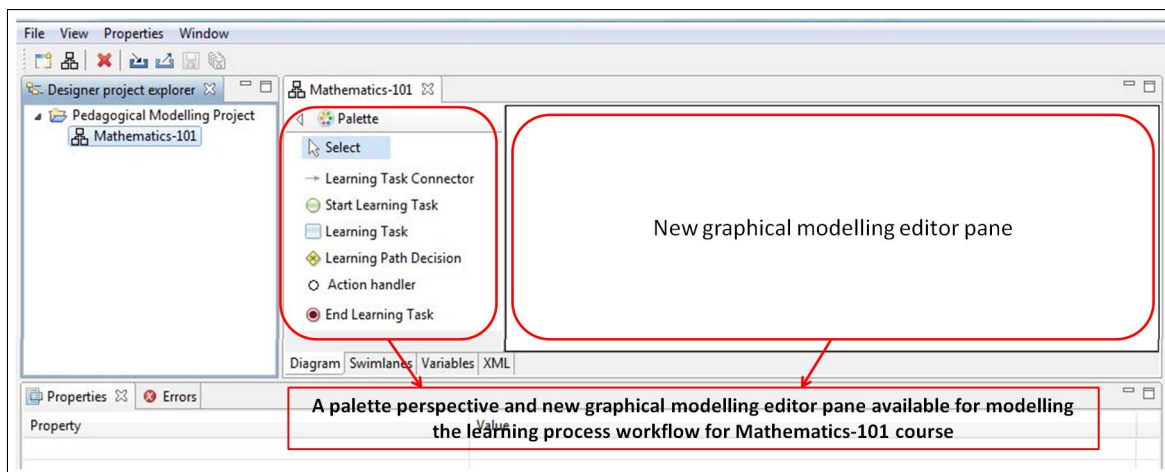 File View Properties Window
Designer project explorer
Pedagogical Modelling Project
Mathematics-101
Mathematics-101
Palette
Select
Learning Task Connector
Start Learning Task
Learning Task
Learning Path Decision
Action handler
End Learning Task
New graphical modelling editor pane
Diagram Swimlanes Variables XML
Properties Errors
Property Value
A palette perspective and new graphical modelling editor pane available for modelling
the learning process workflow for Mathematics-101 course